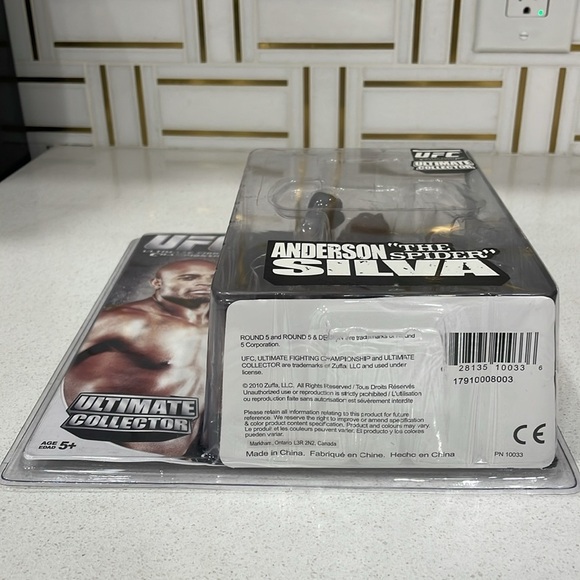 UFC
ULTIMATE
COLLECTOR
ANDERSON "THE
SPIDER"
SILVA
UFC
ULTIMATE
COLLECTOR
AGE
EDAD 5+
ROUND 5 and ROUND 5 & DESIGN are trademarks of Round
5 Corporation.
UFC, ULTIMATE FIGHTING CHAMPIONSHIP and ULTIMATE
COLLECTOR are trademarks of Zuffa, LLC and used under
license.
© 2010 Zuffa, LLC. All Rights Reserved / Tous Droits Réservés
Unauthorized use or reproduction is strictly prohibited / L'utilisation
ou reproduction faite sans autorisation est sévèrement interdite
Please retain all information relating to this product for future
reference. We reserve the right to improve or amend specification
& color product content specification. Product and colours may vary.
Le produit et les couleurs peuvent varier. El producto y los colores
pueden variar.
Markham, Ontario L3R 2N2, Canada
Made in China. Fabriqué en Chine. Hecho en China
6 28135 10033 6
17910008003
CE
PN 10033